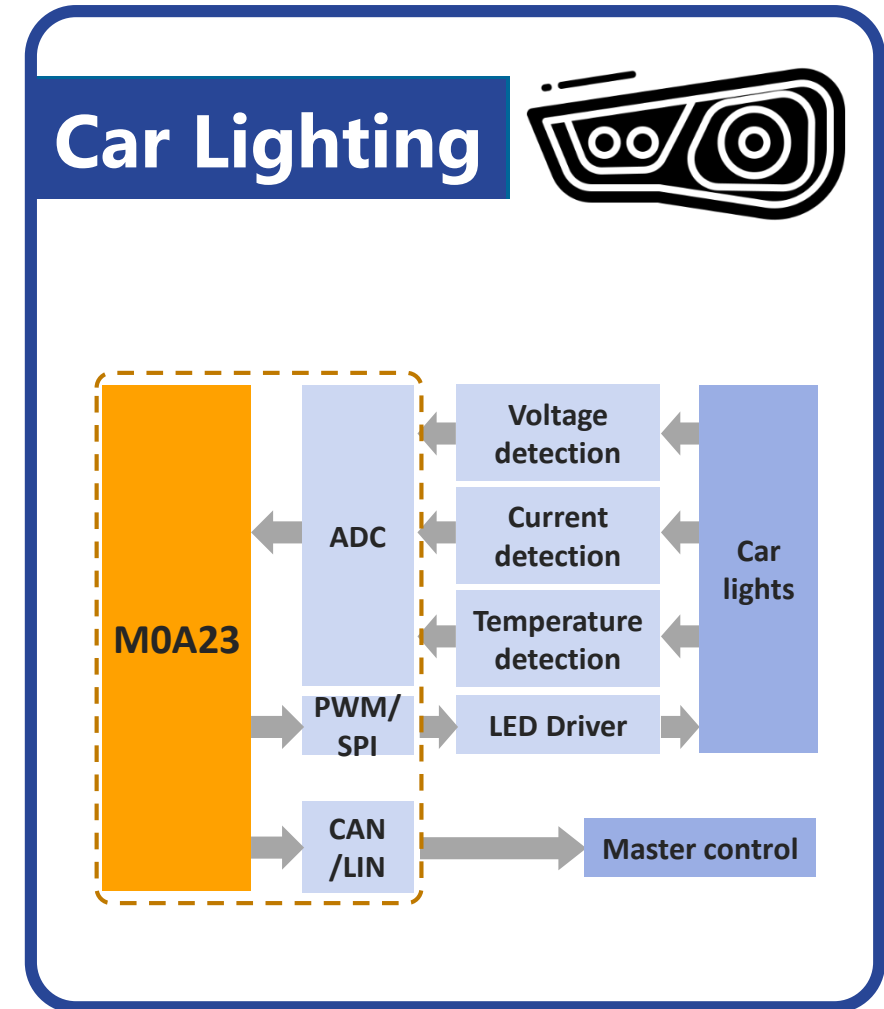 Car Lighting
M0A23
ADC
Voltage
detection
Current
detection
Temperature
detection
Car
lights
PWM/
SPI
LED Driver
CAN
/LIN
Master control